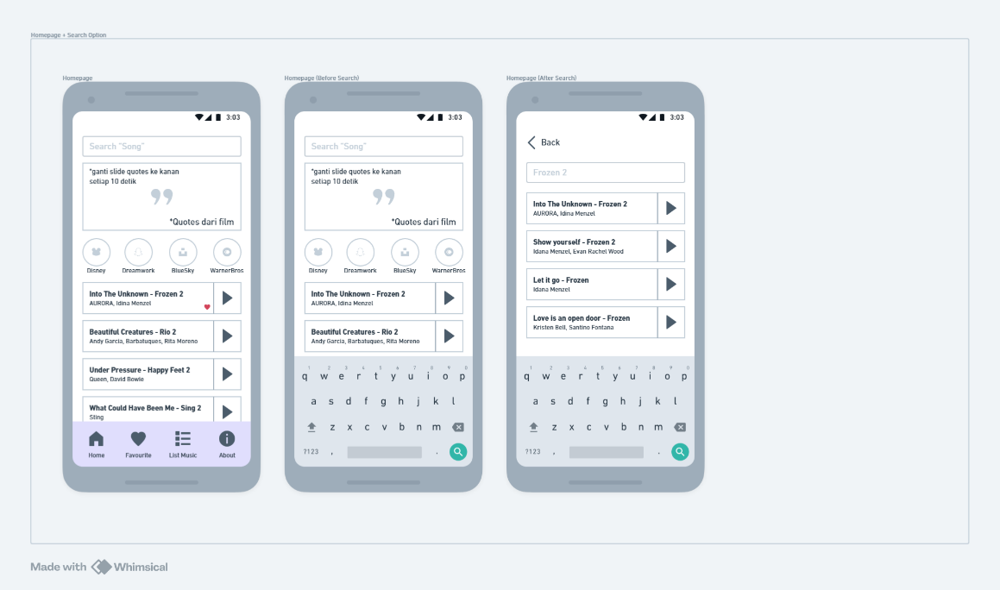 Homepage + Search Option
Homepage
3:03
Search "Song"
*ganti slide quotes ke kanan
setiap 10 detik
*Quotes dari film
Disney Dreamwork BlueSky WarnerBros
Into The Unknown - Frozen 2
AURORA, Idina Menzel
Beautiful Creatures - Rio 2
Andy Garcia, Barbatuques, Rita Moreno
Under Pressure - Happy Feet 2
Queen, David Bowie
What Could Have Been Me - Sing 2
Sting
Home Favourite List Music About
Homepage (Before Search)
3:03
Search "Song"
*ganti slide quotes ke kanan
setiap 10 detik
*Quotes dari film
Disney Dreamwork BlueSky WarnerBros
Into The Unknown - Frozen 2
AURORA, Idina Menzel
Beautiful Creatures - Rio 2
Andy Garcia, Barbatuques, Rita Moreno
1 2 3 4 5 6 7 8 9 0
q w e r t y u i o p
a s d f g h j k l
z x c v b n m
?123 , .
Homepage (After Search)
3:03
Back
Frozen 2
Into The Unknown - Frozen 2
AURORA, Idina Menzel
Show yourself - Frozen 2
Idana Menzel, Evan Rachel Wood
Let it go - Frozen
Idana Menzel
Love is an open door - Frozen
Kristen Bell, Santino Fontana
1 2 3 4 5 6 7 8 9 0
q w e r t y u i o p
a s d f g h j k l
z x c v b n m
?123 , .
Made with Whimsical